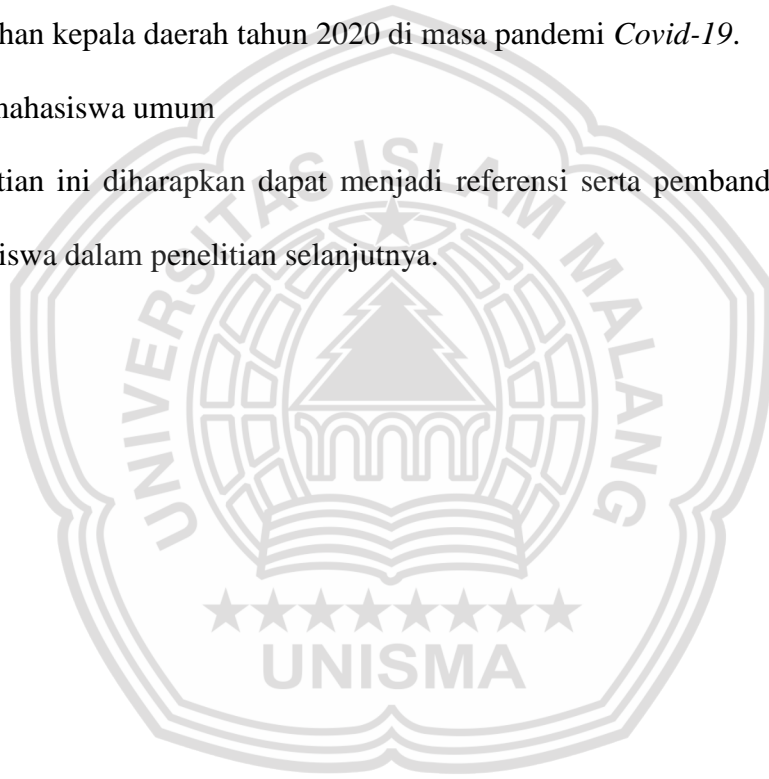 han kepala daerah tahun 2020 di masa pandemi Covid-19.
nahasiswa umum
tian ini diharapkan dapat menjadi referensi serta pemband
iswa dalam penelitian selanjutnya.
UNIVERSITAS ISLAM MALANG
UNISMA